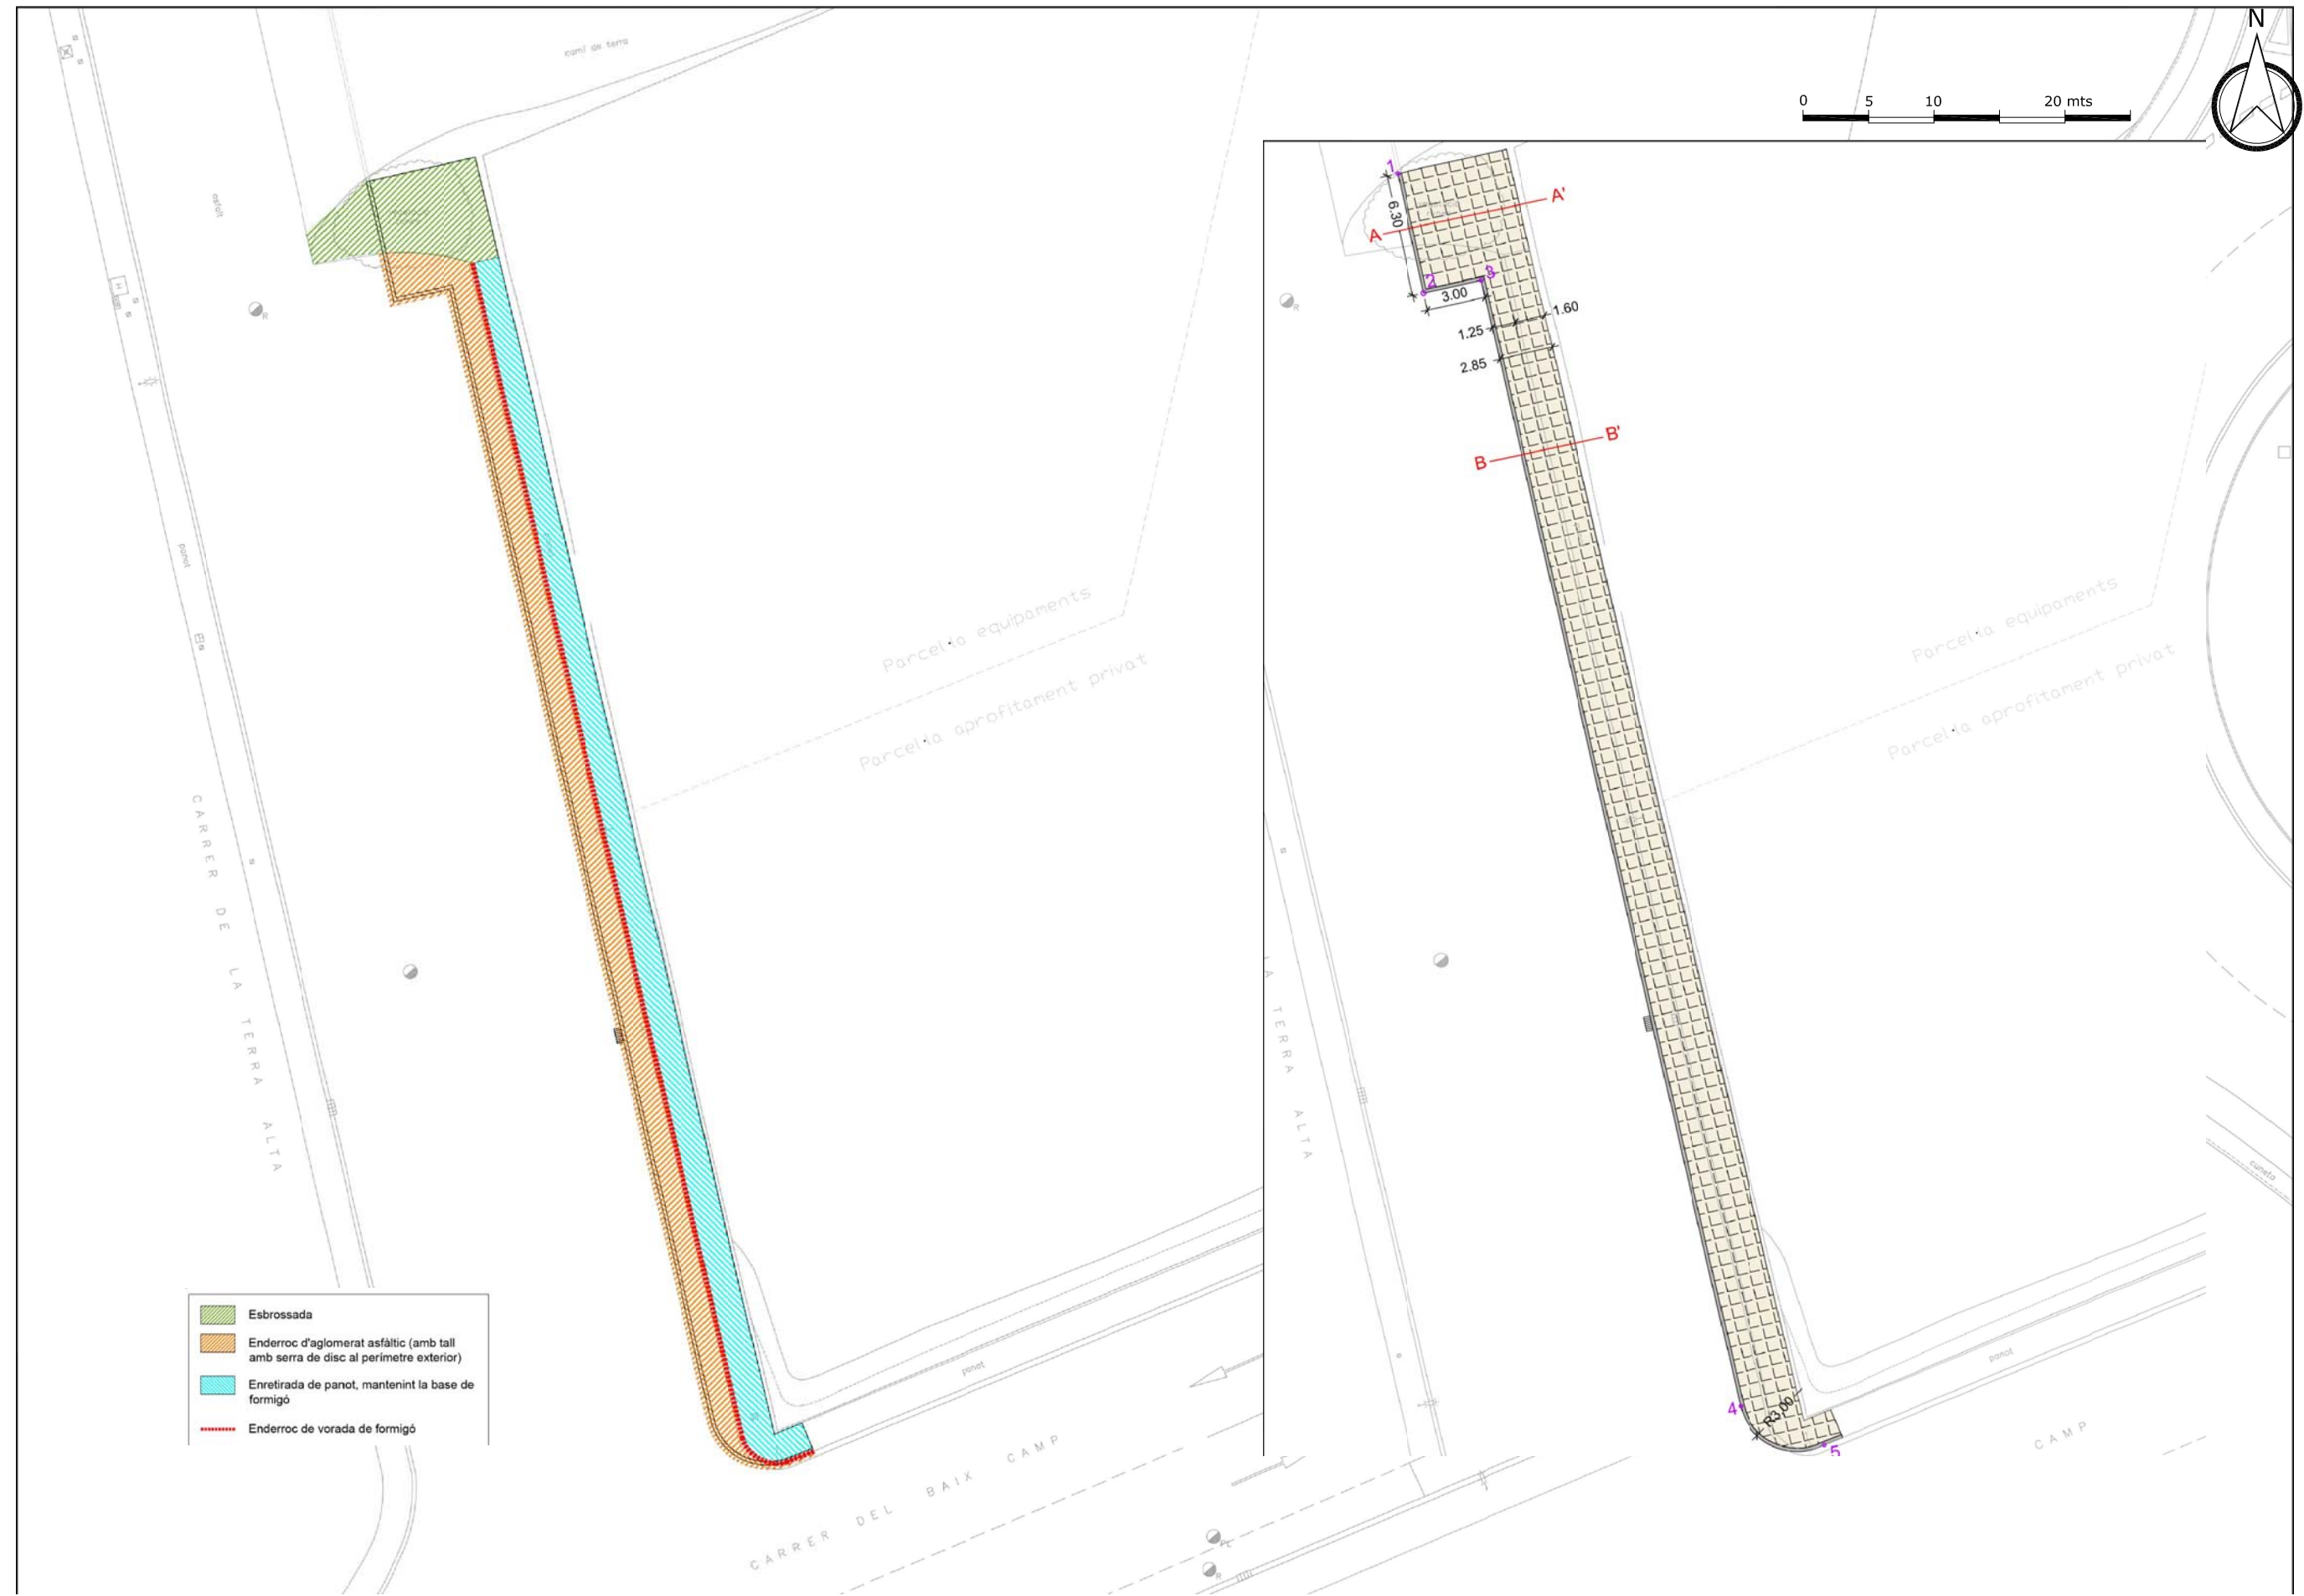 N
0 5 10 20 mts
camí de terra
asfalt
R
H
panot
s
CARRER DE LA TERRA ALTA
Parcel·la equipaments
Parcel·la aprofitament privat
panot
CARRER DEL BAIX CAMP
R
Esbrossada
Enderroc d'aglomerat asfàltic (amb tall
amb serra de disc al perímetre exterior)
Enretirada de panot, mantenint la base de
formigó
Enderroc de vorada de formigó
1
6.30
A
A'
2
3
3.00
1.25
1.60
2.85
B
B'
R
Parcel·la equipaments
Parcel·la aprofitament privat
LA TERRA ALTA
4
R3,00
5
panot
CAMP
cuneta